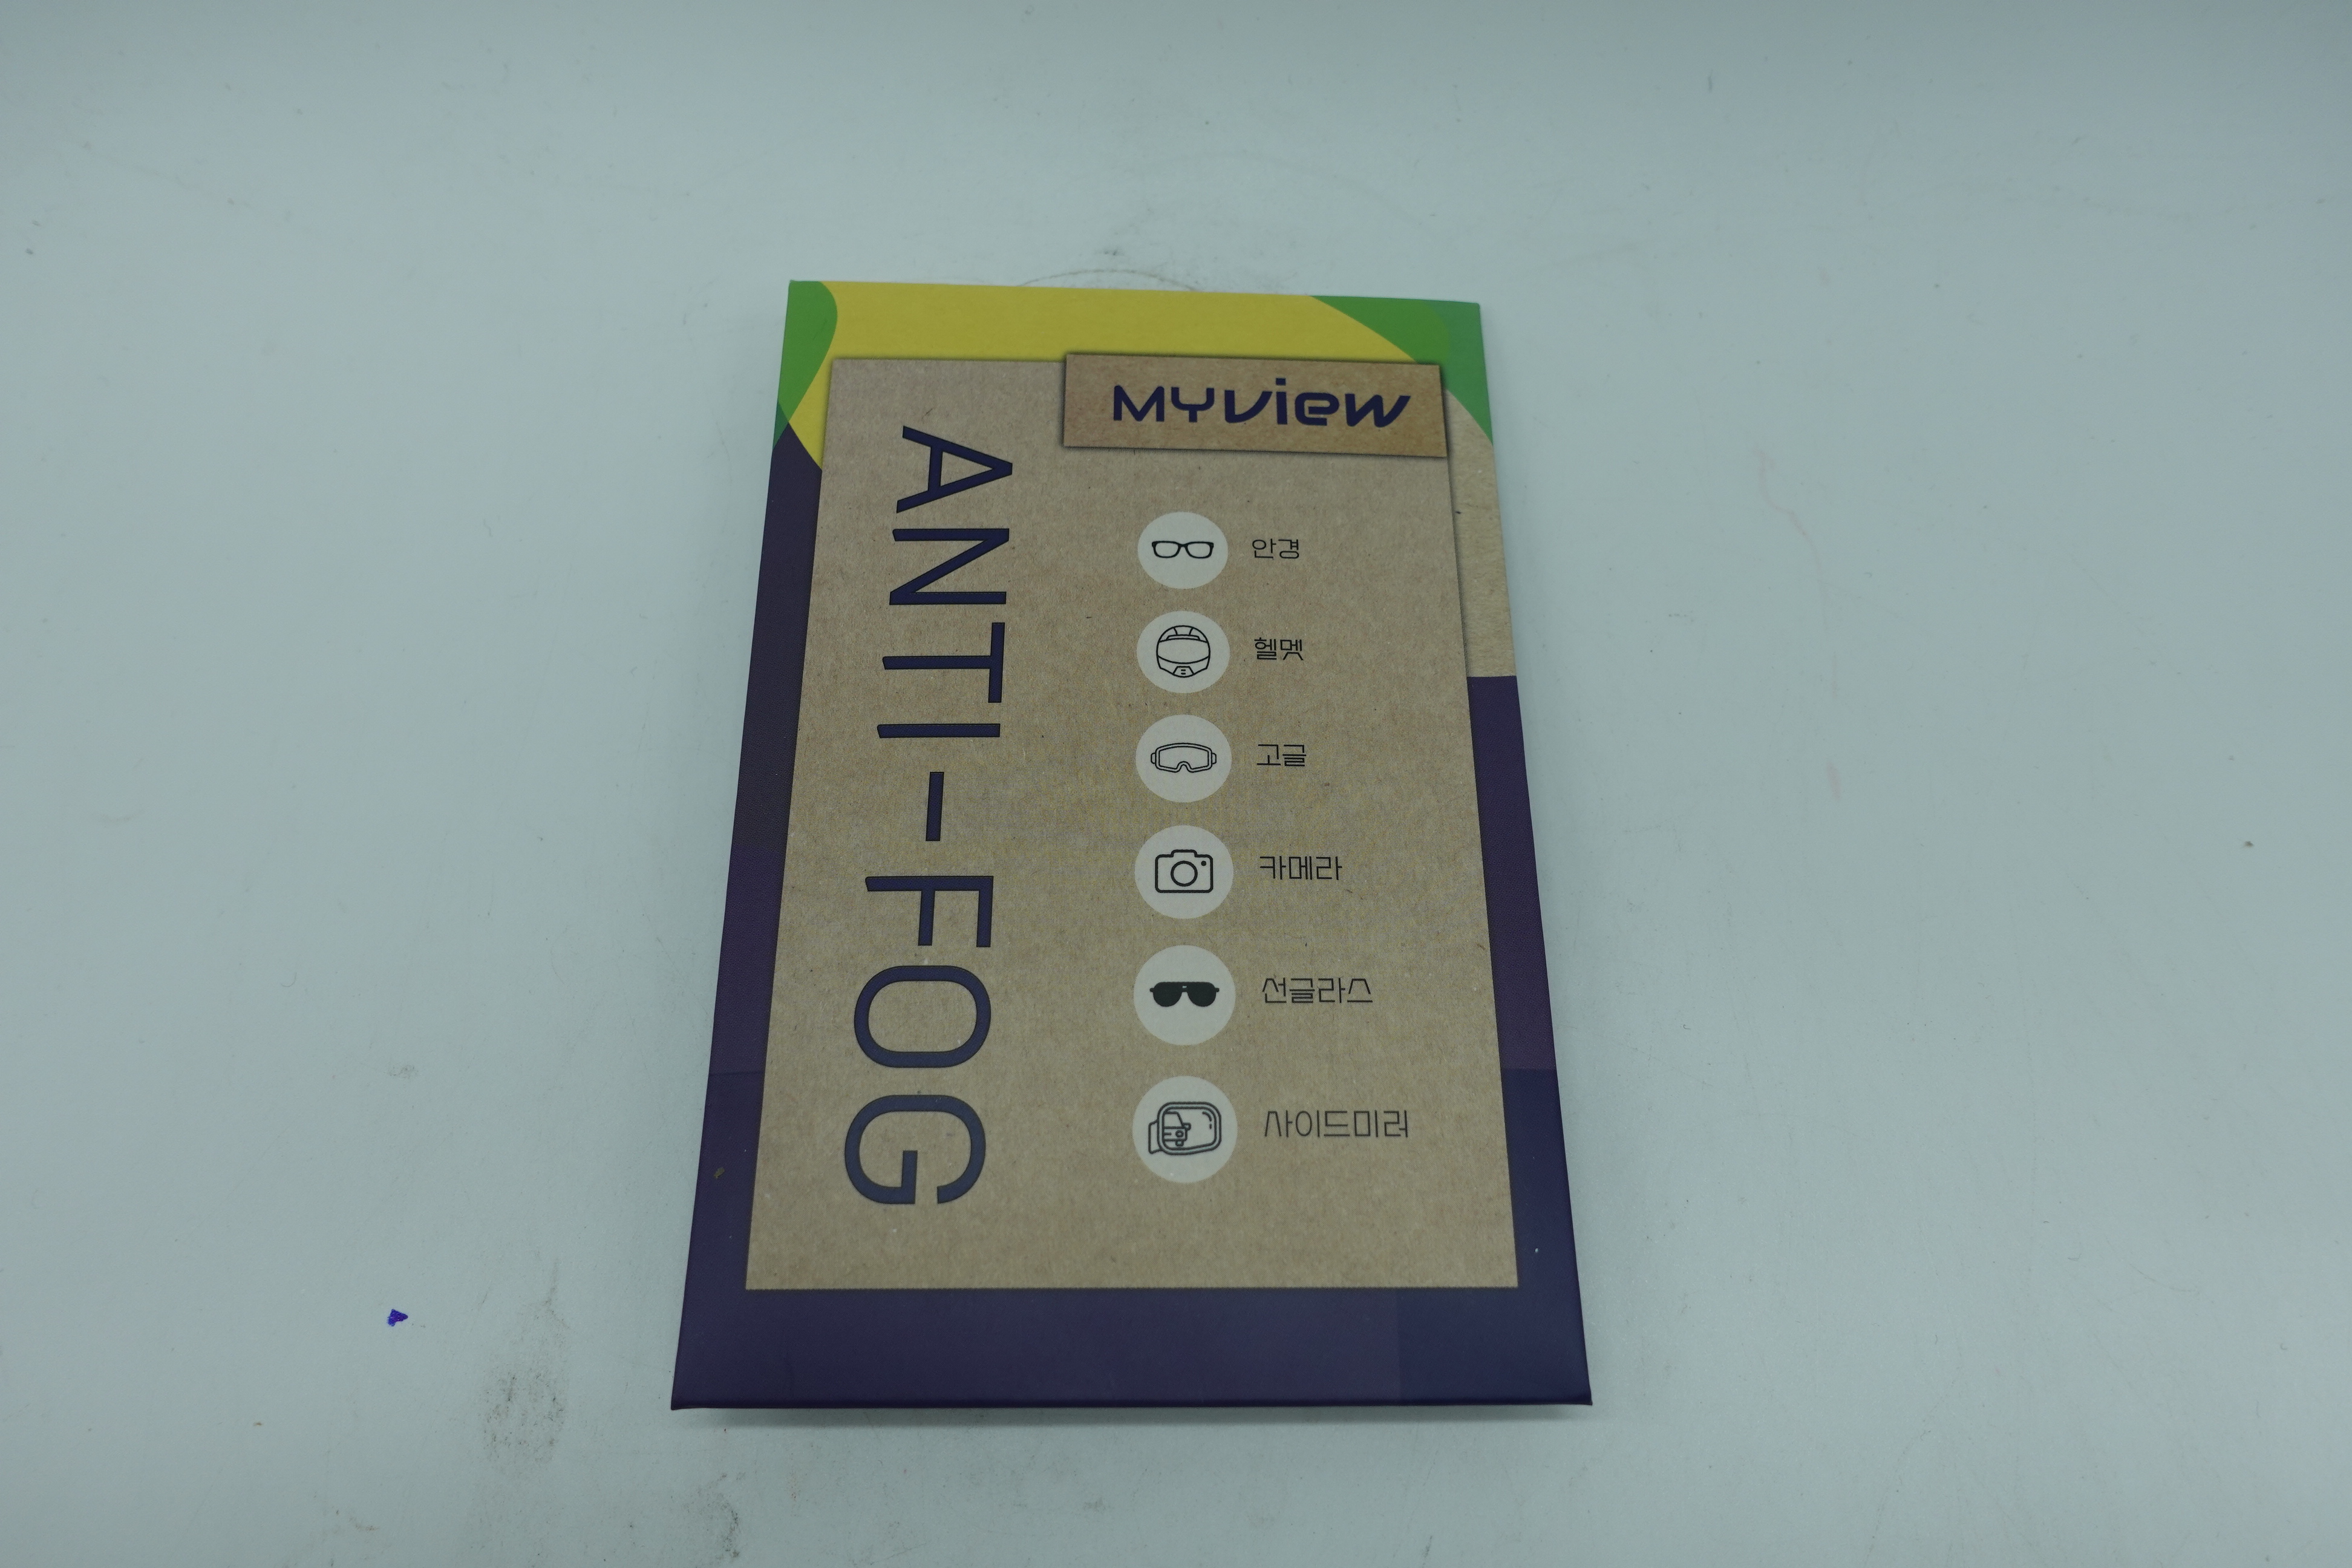 MYview
ANTI-FOG
안경
헬멧
고글
카메라
선글라스
사이드미러